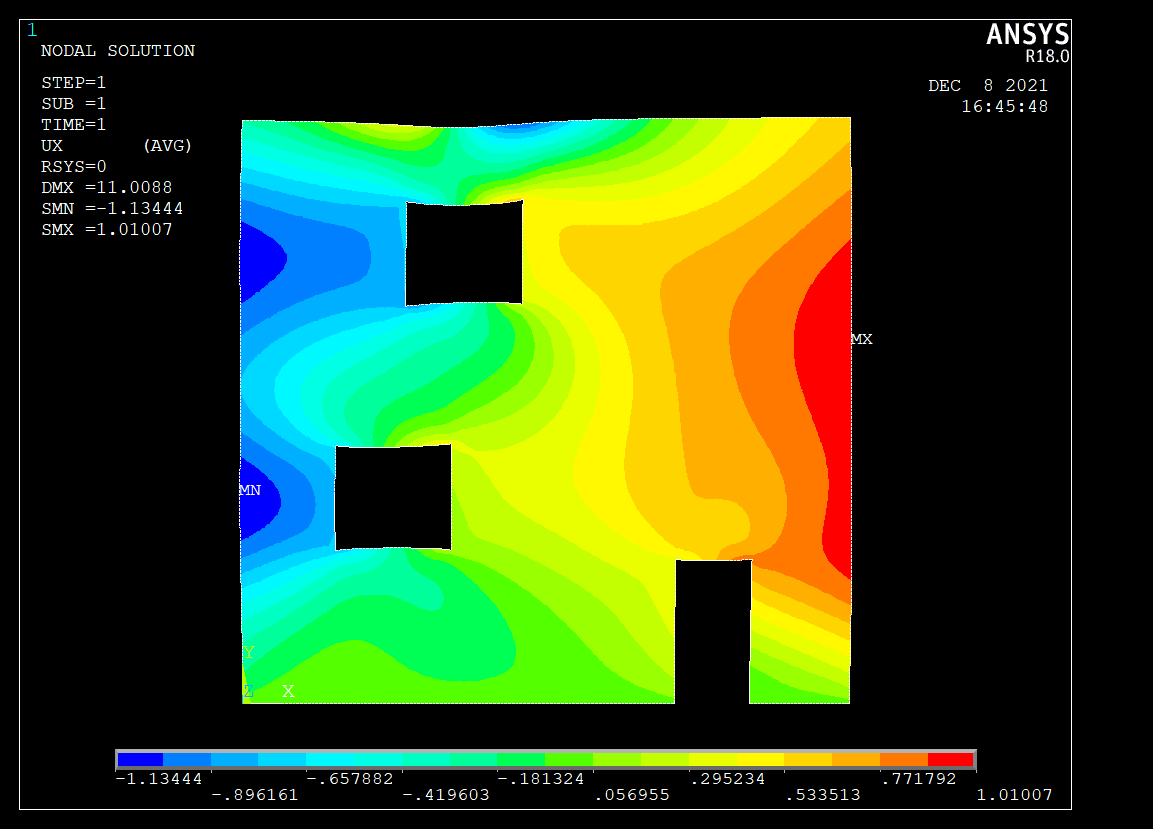 1
ANSYS
R18.0
NODAL SOLUTION
STEP=1
SUB =1
TIME=1
UX (AVG)
RSYS=0
DMX =11.0088
SMN =-1.13444
SMX =1.01007
DEC 8 2021
16:45:48
MX
MN
Y
Z X
-1.13444 -.657882 -.181324 .295234 .771792
-.896161 -.419603 .056955 .533513 1.01007